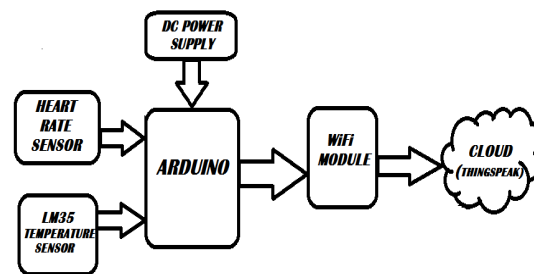 DC POWER
SUPPLY
HEART
RATE
SENSOR
ARDUINO
WiFi
MODULE
CLOUD
(THINGSPEAK)
LM35
TEMPERATURE
SENSOR